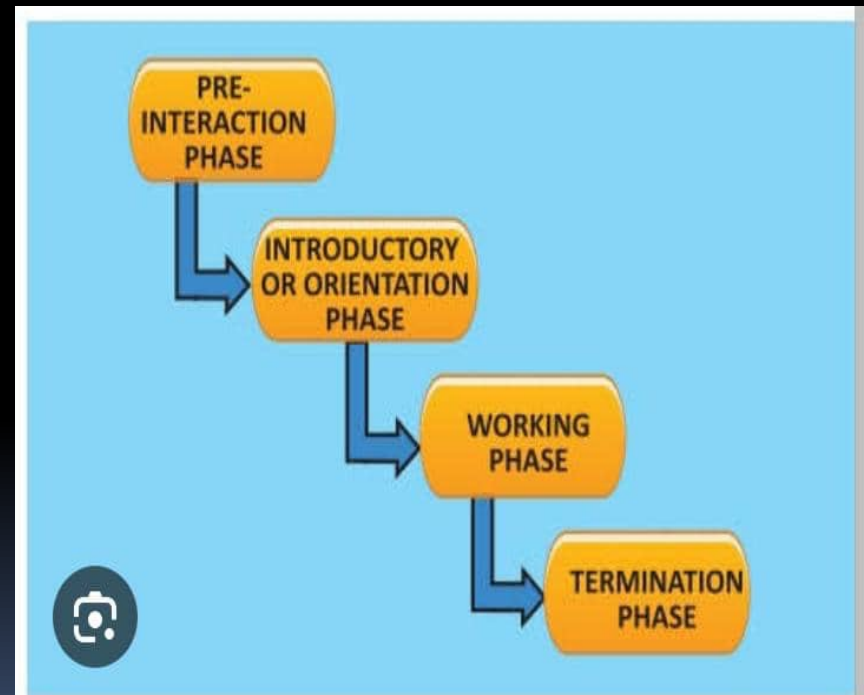 PRE-
INTERACTION
PHASE
INTRODUCTORY
OR ORIENTATION
PHASE
WORKING
PHASE
TERMINATION
PHASE